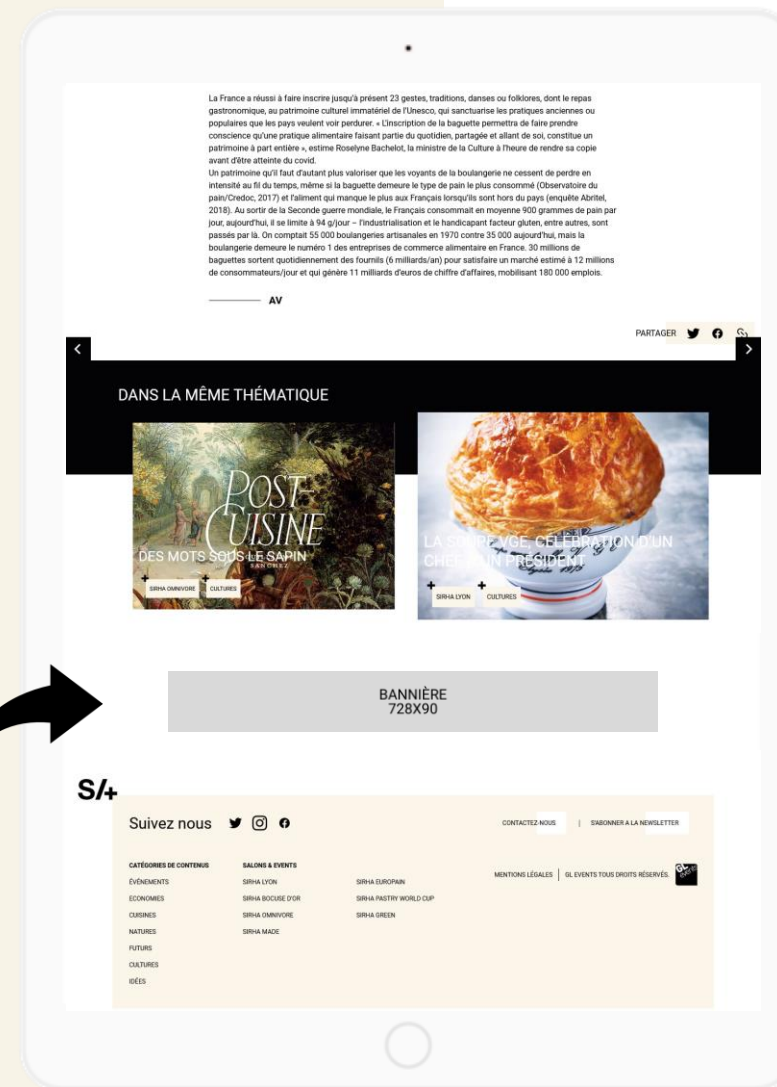 La France a réussi à faire inscrire jusqu'à présent 23 gestes, traditions, danses ou folklores, dont le repas
gastronomique, au patrimoine culturel immatériel de l'Unesco, qui sanctuarise les pratiques anciennes ou
populaires que les pays veulent voir perdurer. « L'inscription de la baguette permettra de faire prendre
conscience qu'une pratique alimentaire faisant partie du quotidien, partagée et allant de soi, constitue un
patrimoine à part entière », estime Roselyne Bachelot, la ministre de la Culture à l'heure de rendre sa copie
avant d'être atteinte du covid.
Un patrimoine qu'il faut d'autant plus valoriser que les voyants de la boulangerie ne cessent de perdre en
intensité au fil du temps, même si la baguette demeure le type de pain le plus consommé (Observatoire du
pain/Credoc, 2017) et l'aliment qui manque le plus aux Français lorsqu'ils sont hors du pays (enquête Abritel,
2018). Au sortir de la Seconde guerre mondiale, le Français consommait en moyenne 900 grammes de pain par
jour, aujourd'hui, il se limite à 94 g/jour – l'industrialisation et le handicapant facteur gluten, entre autres, sont
passés par là. On comptait 55 000 boulangeries artisanales en 1970 contre 35 000 aujourd'hui, mais la
boulangerie demeure le numéro 1 des entreprises de commerce alimentaire en France. 30 millions de
baguettes sortent quotidiennement des fournils (6 milliards/an) pour satisfaire un marché estimé à 12 millions
de consommateurs/jour et qui génère 11 milliards d'euros de chiffre d'affaires, mobilisant 180 000 emplois.
AV
PARTAGER
DANS LA MÊME THÉMATIQUE
POST-
CUISINE
SANCHEZ
DES MOTS SOUS LE SAPIN
SIRHA OMNIVORE CULTURES
LA SOUPE VGE, CÉLÉBRATION D'UN
CHEF D'UN PRÉSIDENT
SIRHA LYON CULTURES
BANNIÈRE
728X90
S/+
Suivez nous
CONTACTEZ-NOUS | S'ABONNER A LA NEWSLETTER
CATÉGORIES DE CONTENUS SALONS & EVENTS
MENTIONS LÉGALES | GL EVENTS TOUS DROITS RÉSERVÉS. GL events
ÉVÉNEMENTS SIRHA LYON SIRHA EUROPAIN
ECONOMIES SIRHA BOCUSE D'OR SIRHA PASTRY WORLD CUP
CUISINES SIRHA OMNIVORE SIRHA GREEN
NATURES SIRHA MADE
FUTURS
CULTURES
IDÉES